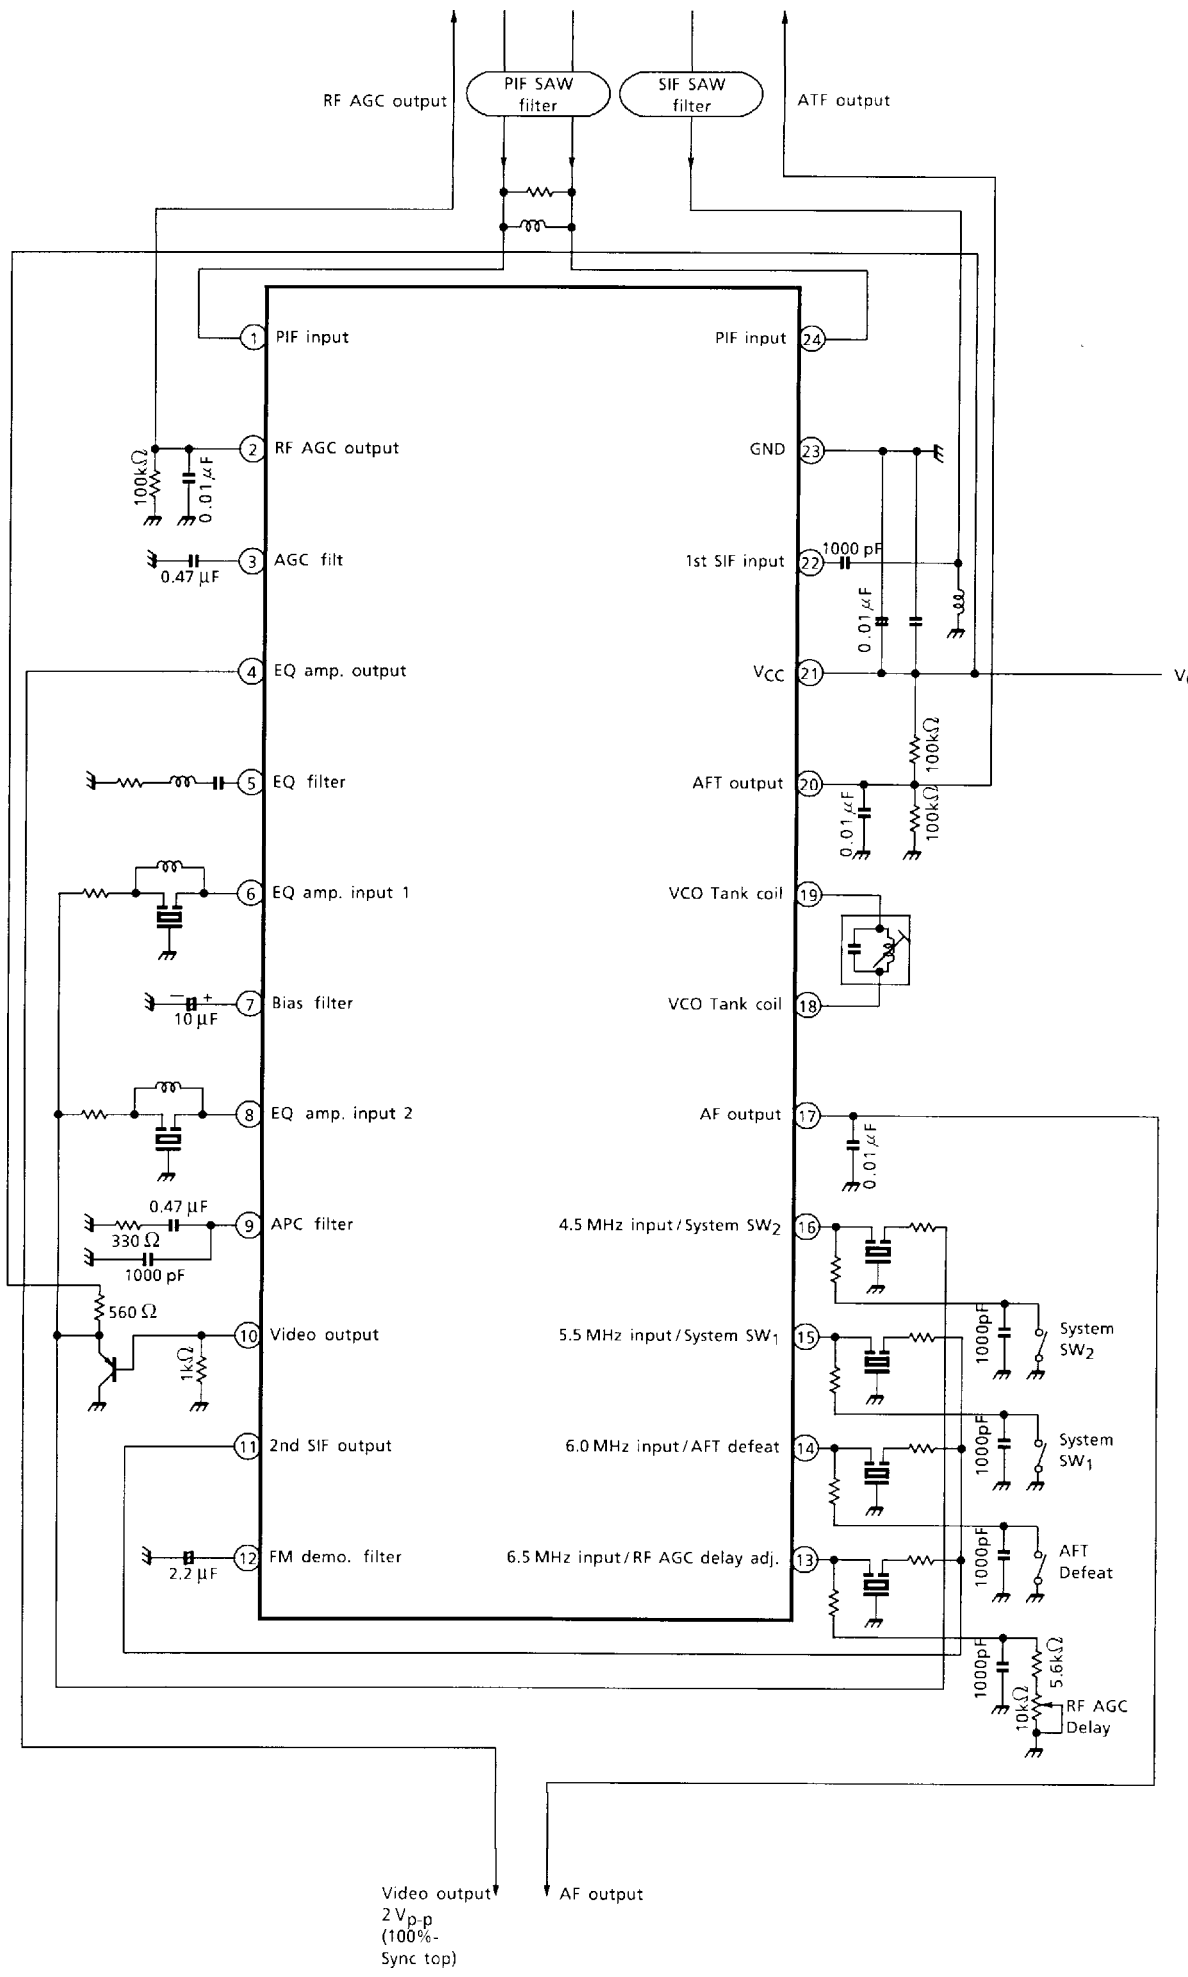 RF AGC output
PIF SAW
filter
SIF SAW
filter
ATF output
1 PIF input
PIF input 24
2 RF AGC output
100kΩ
0.01μF
GND 23
3 AGC filt
0.47 μF
1st SIF input 22
1000 pF
0.01μF
4 EQ amp. output
VCC 21
5 EQ filter
AFT output 20
100kΩ
100kΩ
0.01μF
6 EQ amp. input 1
VCO Tank coil 19
7 Bias filter
− +
10 μF
VCO Tank coil 18
8 EQ amp. input 2
AF output 17
0.01μF
9 APC filter
0.47 μF
330 Ω
1000 pF
4.5 MHz input/System SW2 16
560 Ω
10 Video output
1kΩ
5.5 MHz input/System SW1 15
1000pF
System
SW2
11 2nd SIF output
6.0 MHz input/AFT defeat 14
1000pF
System
SW1
12 FM demo. filter
2.2 μF
6.5 MHz input/RF AGC delay adj. 13
1000pF
AFT
Defeat
1000pF
5.6kΩ
10kΩ
RF AGC
Delay
Video output
2 Vp-p
(100%-
Sync top)
AF output